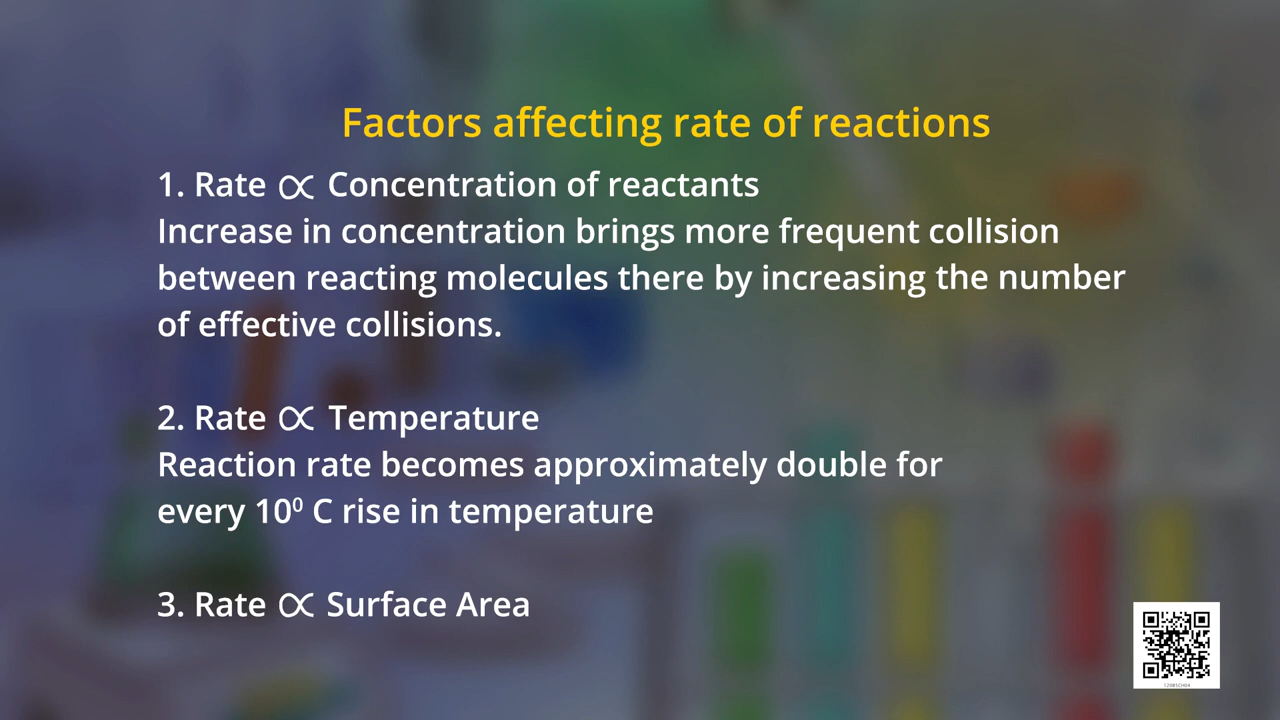 Factors affecting rate of reactions
1. Rate ∝ Concentration of reactants
Increase in concentration brings more frequent collision
between reacting molecules there by increasing the number
of effective collisions.
2. Rate ∝ Temperature
Reaction rate becomes approximately double for
every 10⁰ C rise in temperature
3. Rate ∝ Surface Area